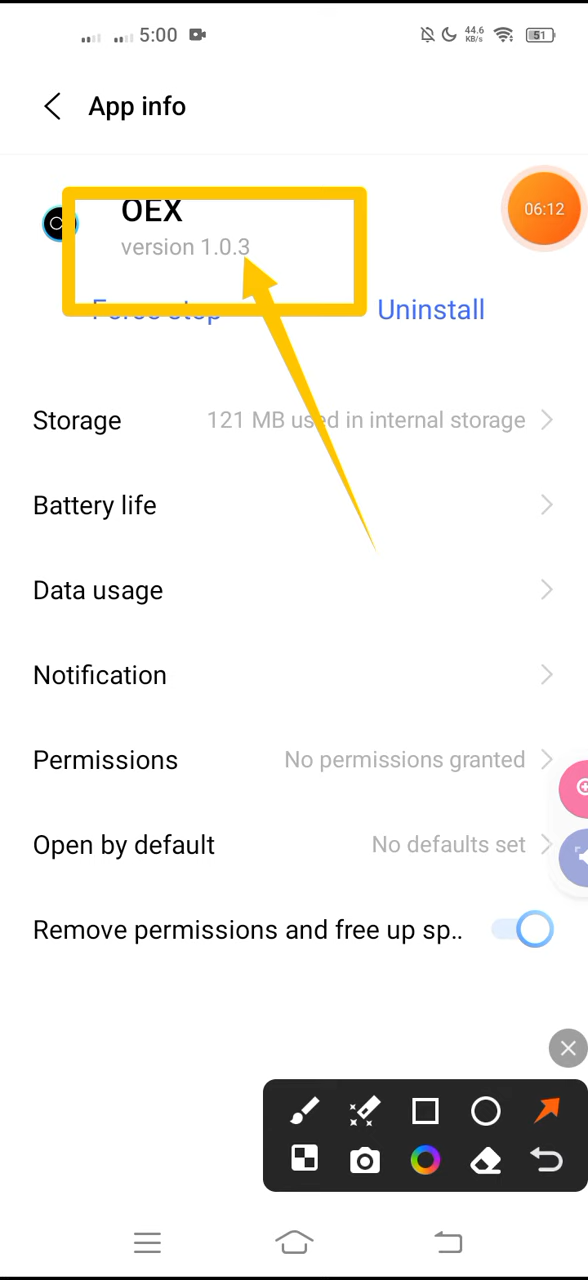 5:00 44.6 KB/s 51
App info
OEX
version 1.0.3
06:12
Force stop Uninstall
Storage 121 MB used in internal storage
Battery life
Data usage
Notification
Permissions No permissions granted
Open by default No defaults set
Remove permissions and free up sp..